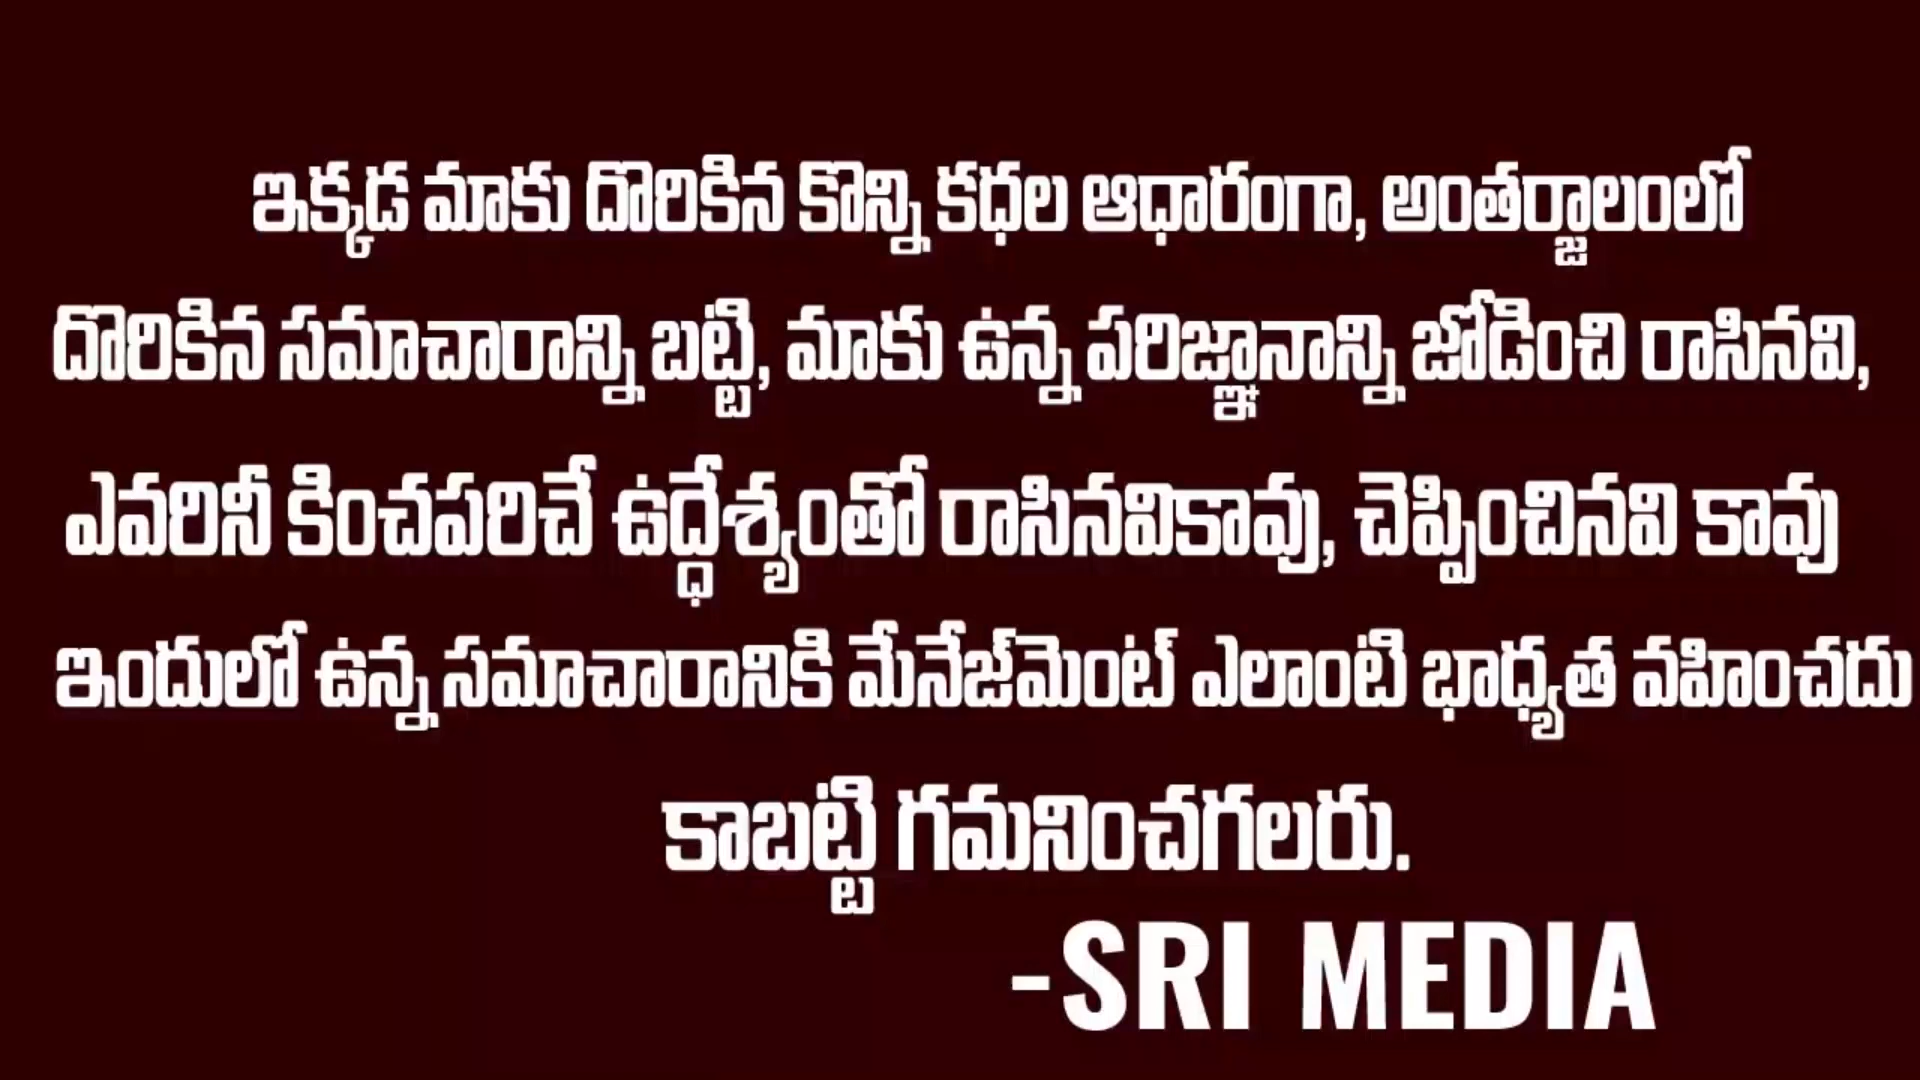 ఇక్కడ మాకు దొరికిన కొన్ని కధల ఆధారంగా, అంతర్జాలంలో
దొరికిన సమాచారాన్ని బట్టి, మాకు ఉన్న పరిజ్ఞానాన్ని జోడించి రాసినవి,
ఎవరినీ కించపరిచే ఉద్ధేశ్యంతో రాసినవికావు, చెప్పించినవి కావు
ఇందులో ఉన్న సమాచారానికి మేనేజ్‌మెంట్ ఎలాంటి భాధ్యత వహించదు
కాబట్టి గమనించగలరు.
-SRI MEDIA